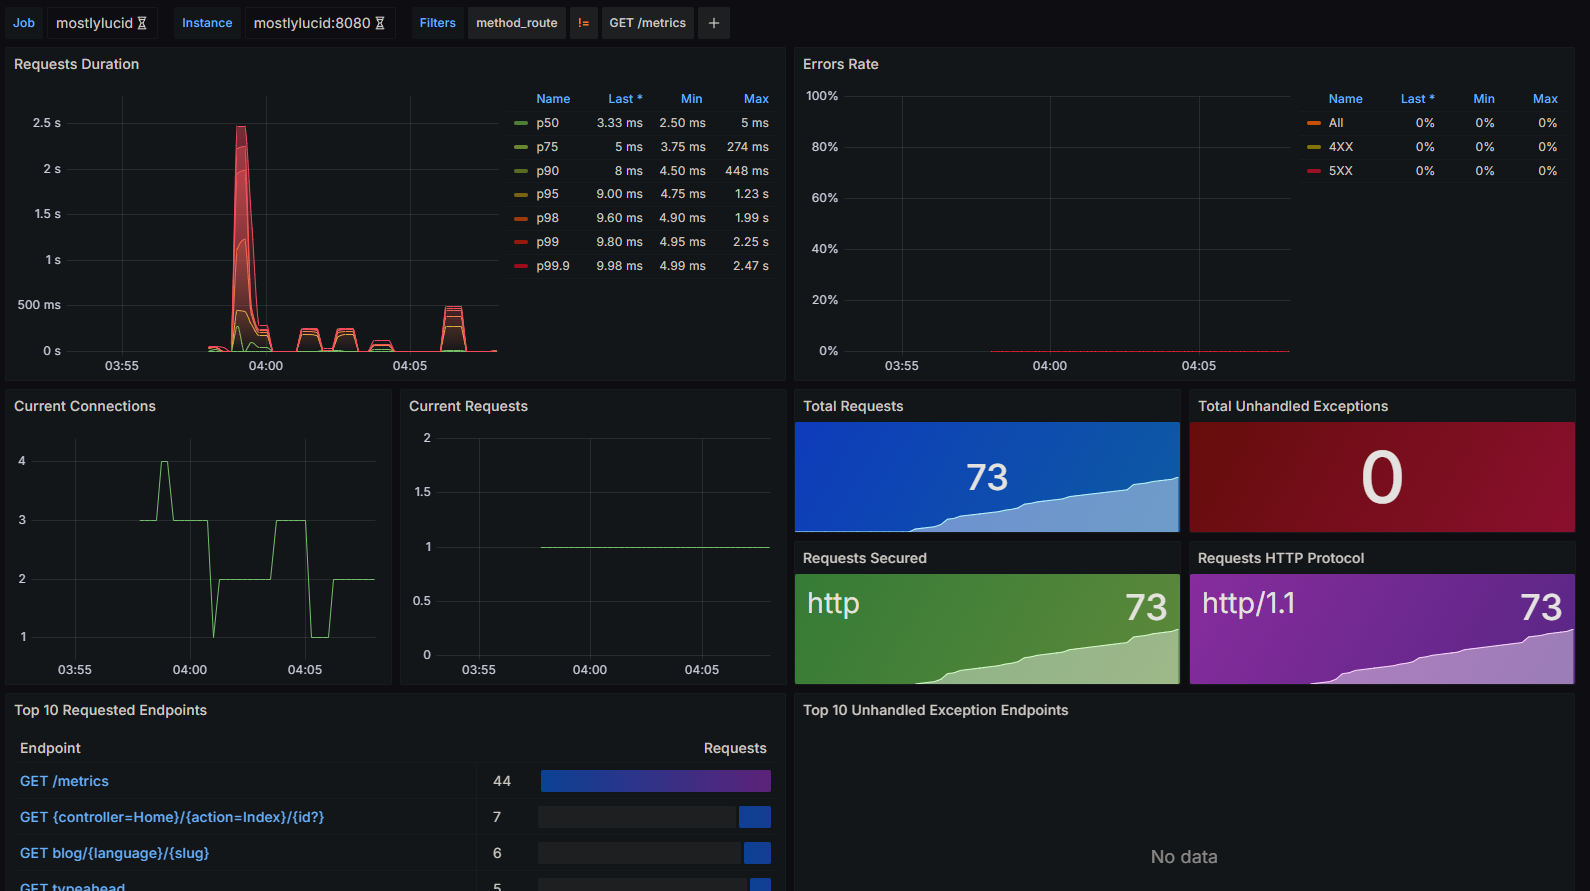 Job mostlylucid Instance mostlylucid:8080 Filters method_route != GET /metrics +
Requests Duration
2.5 s
2 s
1.5 s
1 s
500 ms
0 s
03:55 04:00 04:05
Name Last * Min Max
p50 3.33 ms 2.50 ms 5 ms
p75 5 ms 3.75 ms 274 ms
p90 8 ms 4.50 ms 448 ms
p95 9.00 ms 4.75 ms 1.23 s
p98 9.60 ms 4.90 ms 1.99 s
p99 9.80 ms 4.95 ms 2.25 s
p99.9 9.98 ms 4.99 ms 2.47 s
Errors Rate
100%
80%
60%
40%
20%
0%
03:55 04:00 04:05
Name Last * Min Max
All 0% 0% 0%
4XX 0% 0% 0%
5XX 0% 0% 0%
Current Connections
4
3
2
1
03:55 04:00 04:05
Current Requests
2
1.5
1
0.5
0
03:55 04:00 04:05
Total Requests
73
Total Unhandled Exceptions
0
Requests Secured
http 73
Requests HTTP Protocol
http/1.1 73
Top 10 Requested Endpoints
Endpoint Requests
GET /metrics 44
GET {controller=Home}/{action=Index}/{id?} 7
GET blog/{language}/{slug} 6
GET typeahead 5
Top 10 Unhandled Exception Endpoints
No data